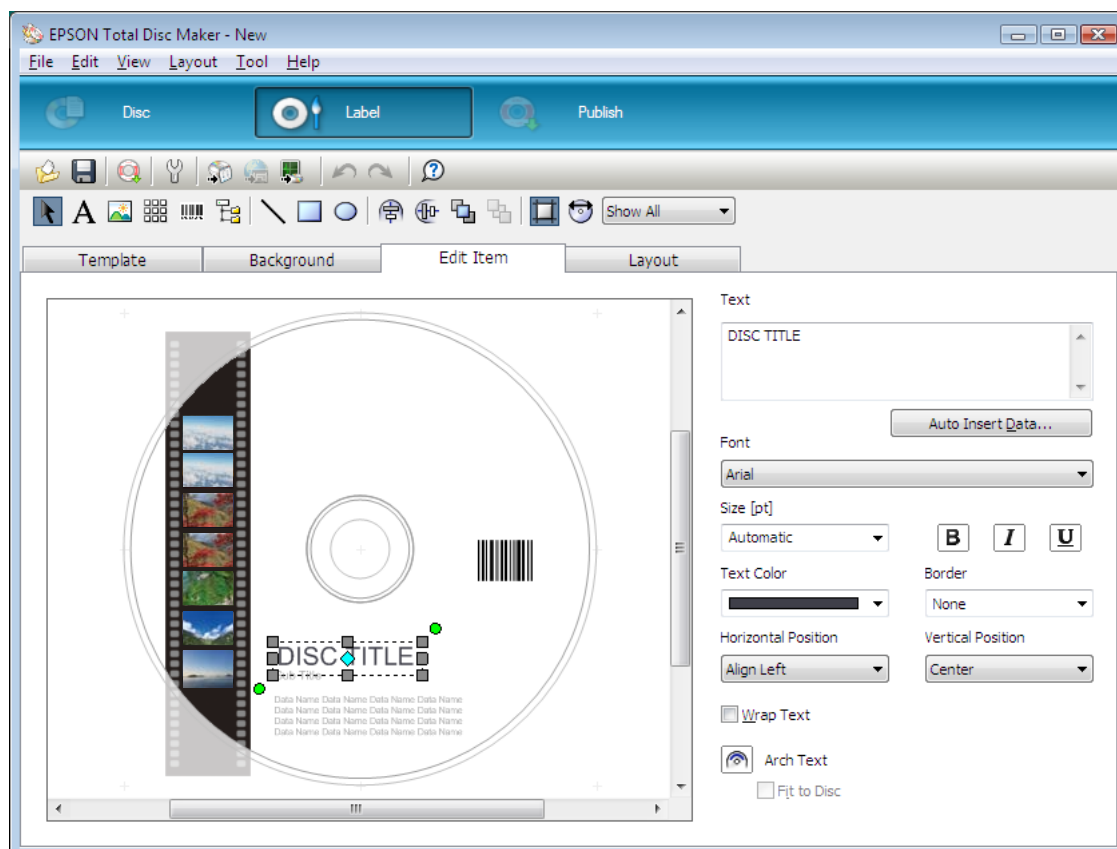 EPSON Total Disc Maker - New
File Edit View Layout Tool Help
Disc Label Publish
Show All
Template Background Edit Item Layout
Text
DISC TITLE
Auto Insert Data...
Font
Arial
Size [pt]
Automatic B I U
Text Color Border
None
Horizontal Position Vertical Position
Align Left Center
Wrap Text
Arch Text
Fit to Disc
DISC TITLE
Sub Title
Data Name Data Name Data Name Data Name
Data Name Data Name Data Name Data Name
Data Name Data Name Data Name Data Name
Data Name Data Name Data Name Data Name